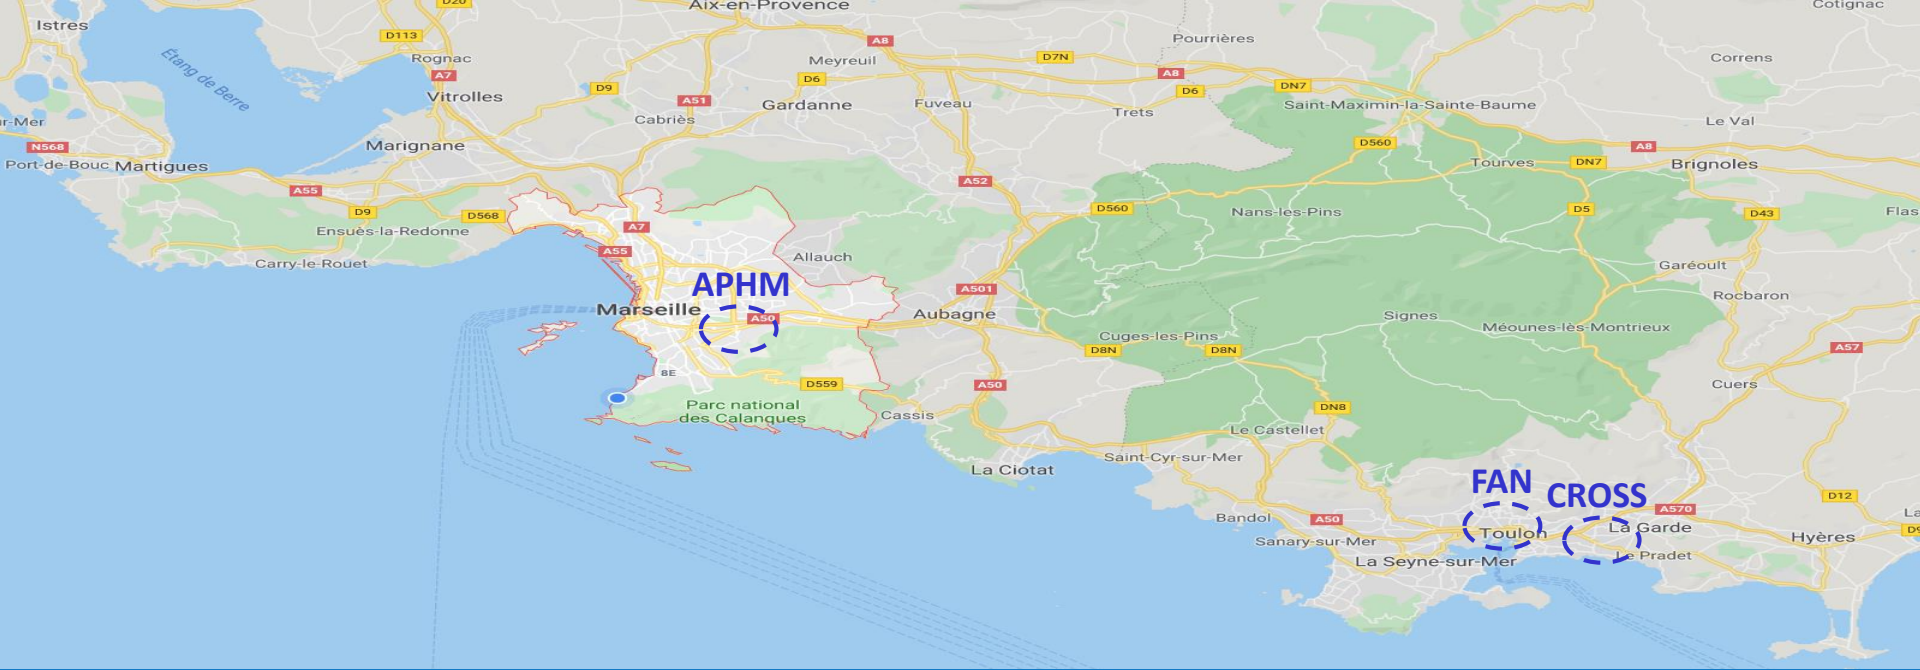 D20
Aix-en-Provence
Cotignac
Istres
D113
A8
Pourrières
Rognac
Meyreuil
D7N
Correns
Étang de Berre
A7
A8
D6
D9
D6
DN7
Vitrolles
A51
Gardanne
Fuveau
Saint-Maximin-la-Sainte-Baume
Trets
r-Mer
Cabriès
Le Val
N568
Marignane
D560
A8
Port-de-Bouc
Martigues
Tourves
DN7
Brignoles
A55
A52
D9
D568
D560
Nans-les-Pins
D5
D43
Flas
Ensuès-la-Redonne
A7
A55
Allauch
Carry-le-Rouet
Garéoult
APHM
A501
Rocbaron
Marseille
A50
Aubagne
Signes
Méounes-lès-Montrieux
Cuges-les-Pins
D8N
D8N
A57
8E
D559
A50
Cuers
Parc national
des Calanques
Cassis
DN8
Le Castellet
Saint-Cyr-sur-Mer
La Ciotat
FAN
CROSS
D12
A570
La
Bandol
A50
La Garde
D9
Toulon
Hyères
Sanary-sur-Mer
Le Pradet
La Seyne-sur-Mer